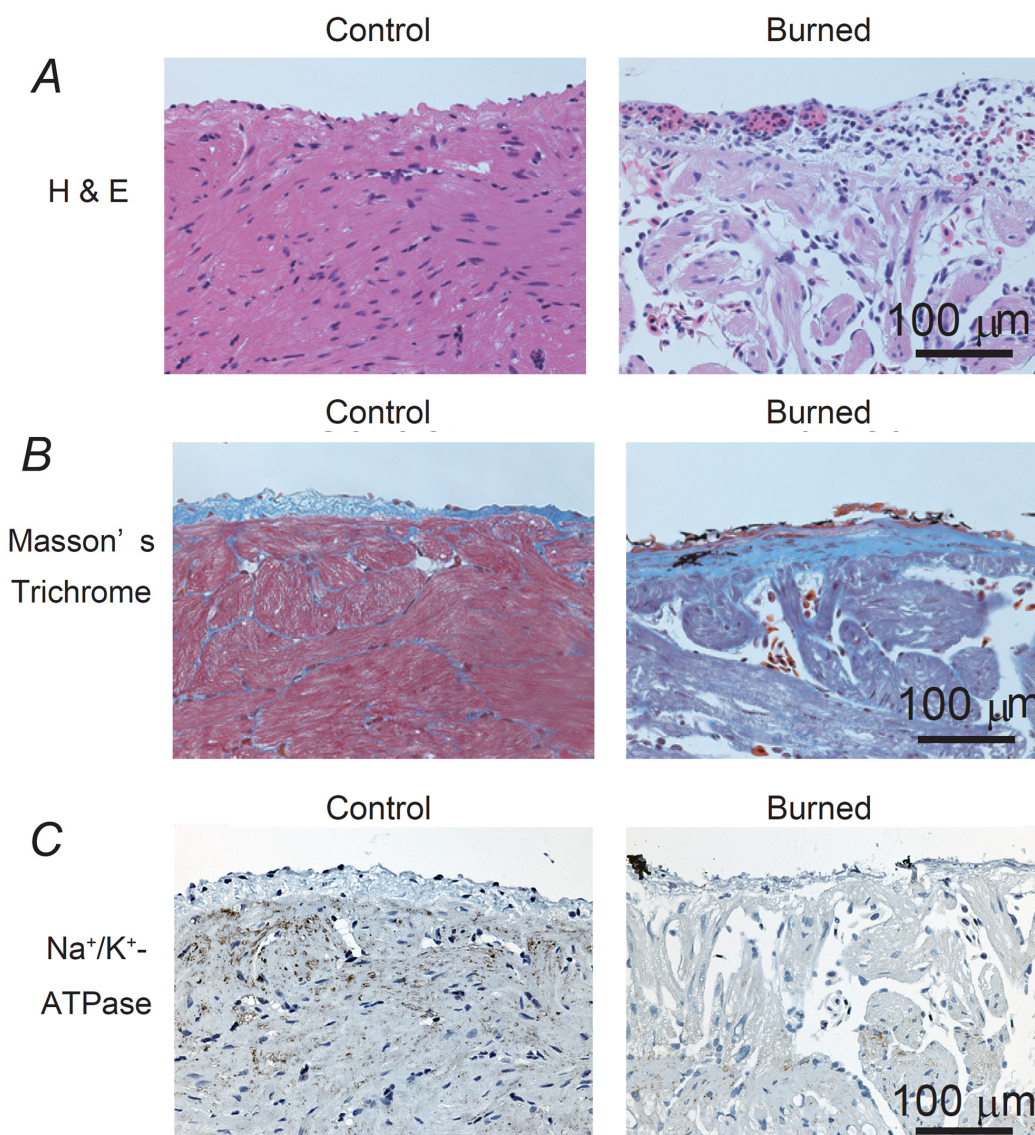 Control Burned
A
H & E
100 μm
Control Burned
B
Masson’ s
Trichrome
100 μm
Control Burned
C
Na⁺/K⁺-
ATPase
100 μm